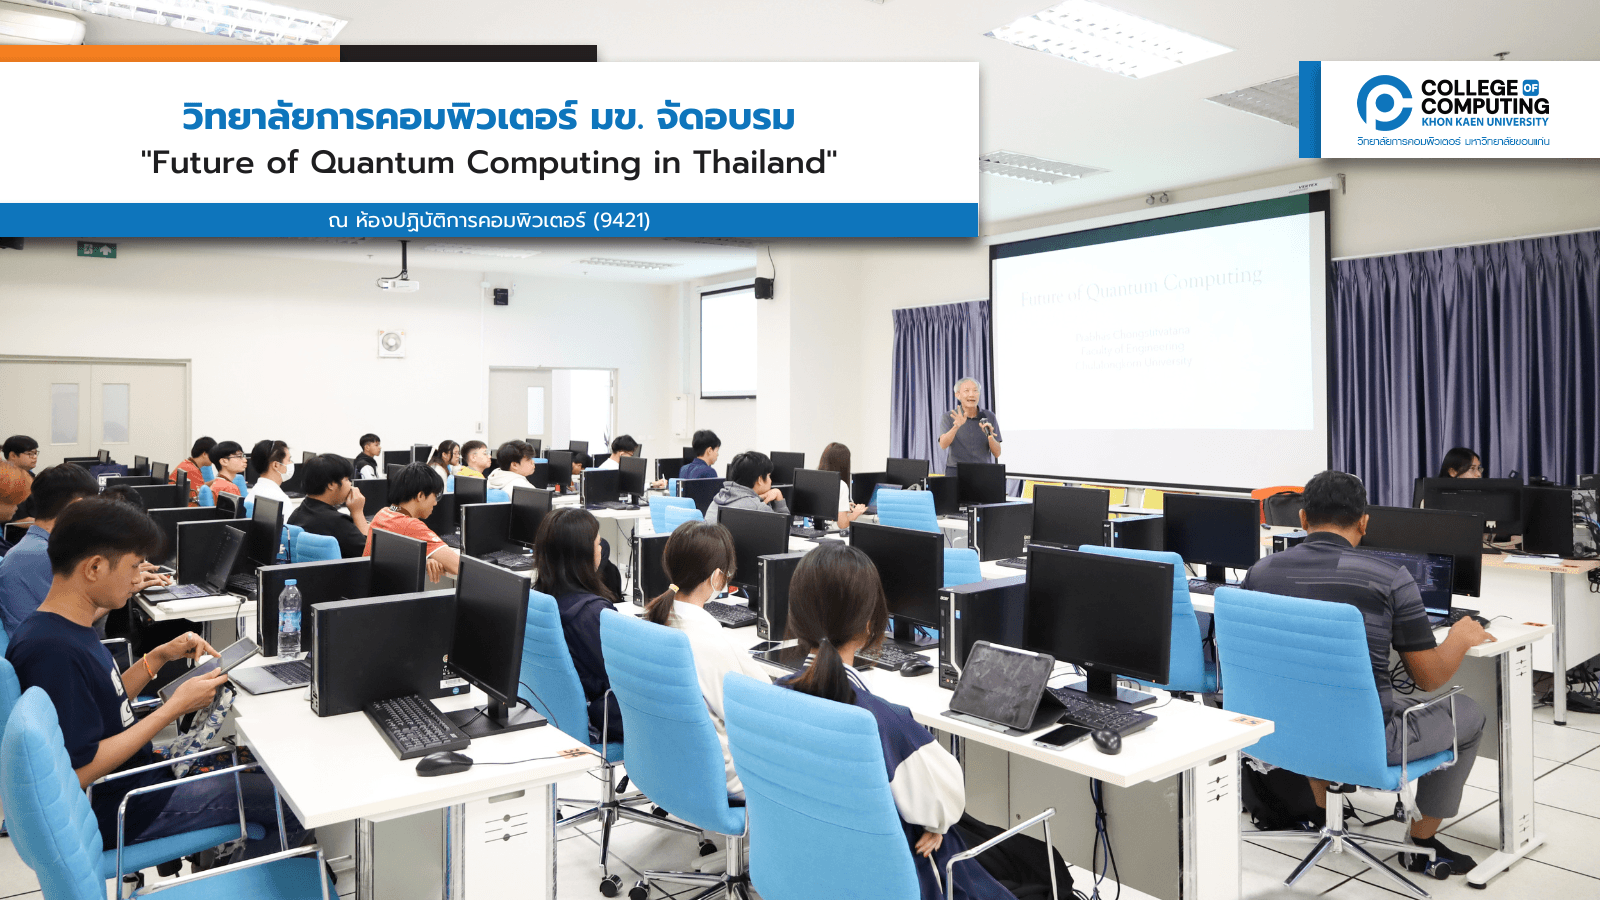 วิทยาลัยการคอมพิวเตอร์ มข. จัดอบรม
"Future of Quantum Computing in Thailand"
ณ ห้องปฏิบัติการคอมพิวเตอร์ (9421)
COLLEGE OF
COMPUTING
KHON KAEN UNIVERSITY
วิทยาลัยการคอมพิวเตอร์ มหาวิทยาลัยขอนแก่น
Future of Quantum Computing
Faculty of Engineering
University